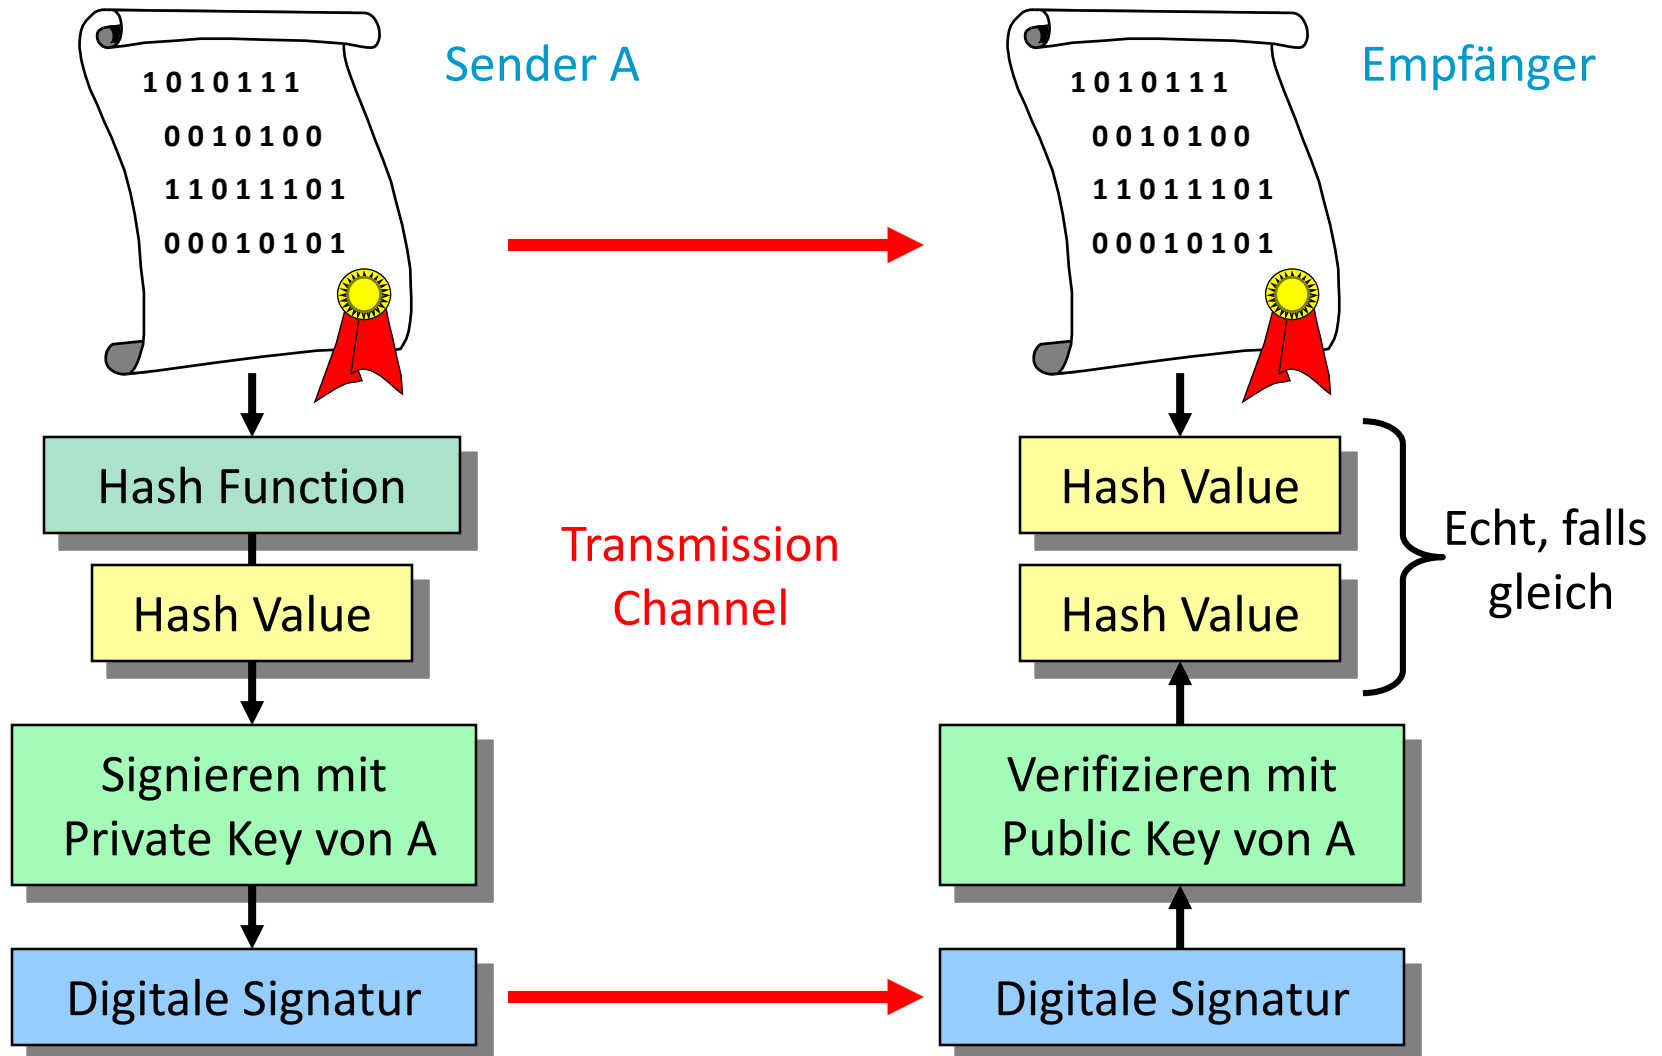 Sender A
1010111
0010100
11011101
00010101
Hash Function
Hash Value
Signieren mit
Private Key von A
Digitale Signatur
Transmission
Channel
Empfänger
1010111
0010100
11011101
00010101
Hash Value
Hash Value
Echt, falls
gleich
Verifizieren mit
Public Key von A
Digitale Signatur